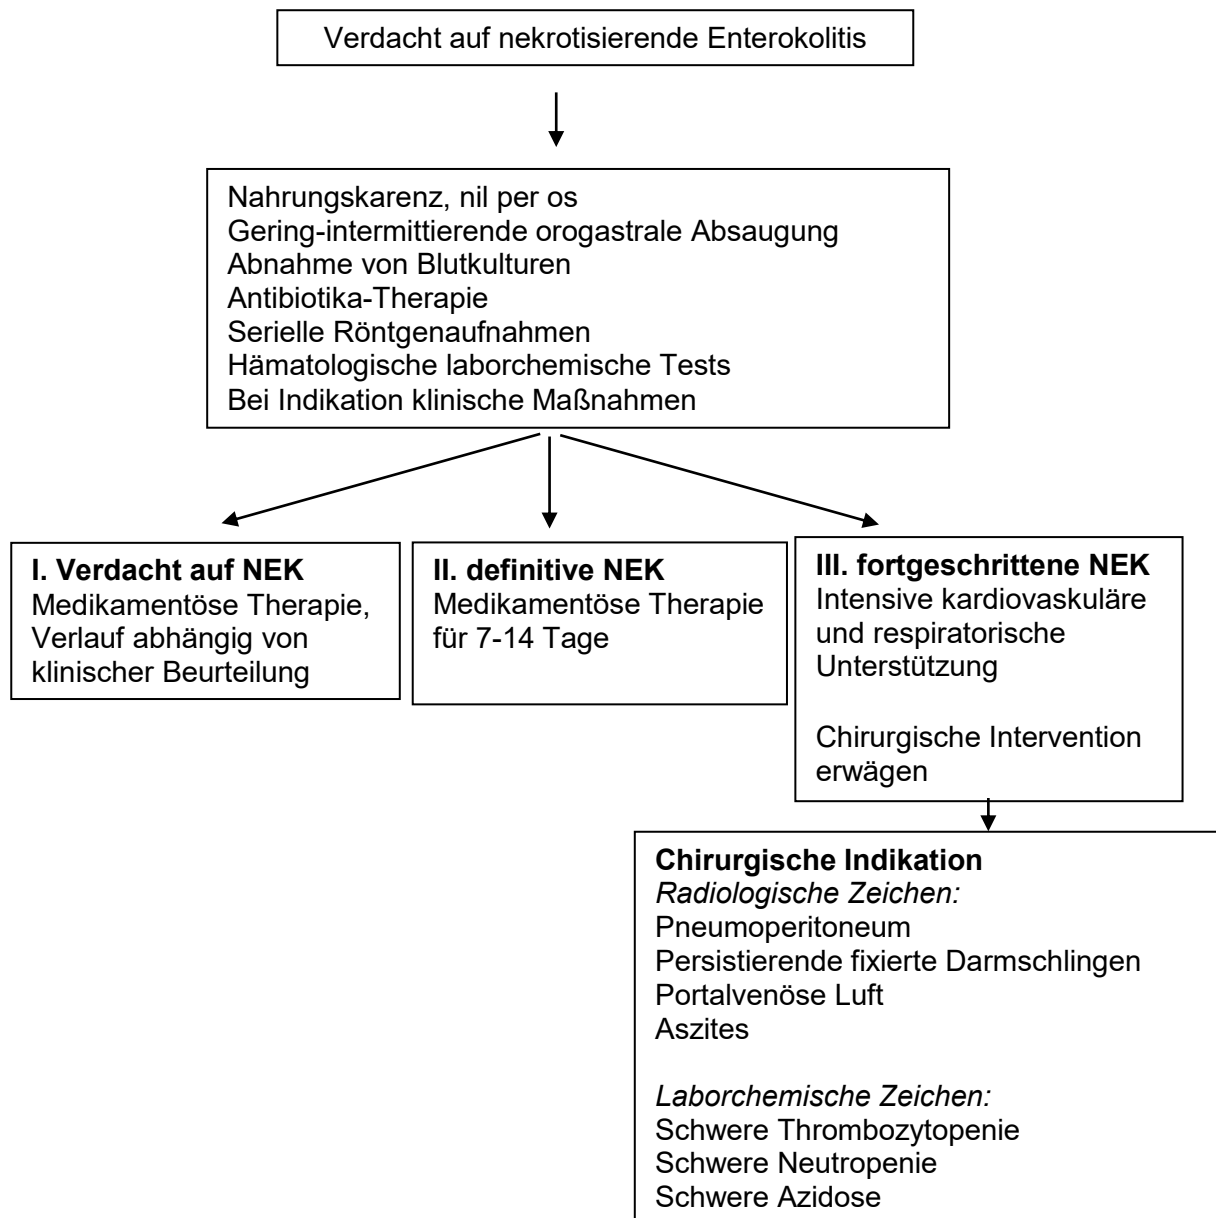 Verdacht auf nekrotisierende Enterokolitis
Nahrungskarenz, nil per os
Gering-intermittierende orogastrale Absaugung
Abnahme von Blutkulturen
Antibiotika-Therapie
Serielle Röntgenaufnahmen
Hämatologische laborchemische Tests
Bei Indikation klinische Maßnahmen
I. Verdacht auf NEK
Medikamentöse Therapie,
Verlauf abhängig von
klinischer Beurteilung
II. definitive NEK
Medikamentöse Therapie
für 7-14 Tage
III. fortgeschrittene NEK
Intensive kardiovaskuläre
und respiratorische
Unterstützung
Chirurgische Intervention
erwägen
Chirurgische Indikation
Radiologische Zeichen:
Pneumoperitoneum
Persistierende fixierte Darmschlingen
Portalvenöse Luft
Aszites
Laborchemische Zeichen:
Schwere Thrombozytopenie
Schwere Neutropenie
Schwere Azidose